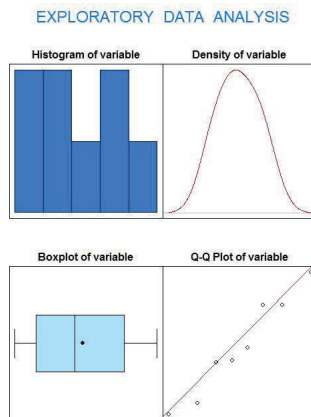 EXPLORATORY DATA ANALYSIS
Histogram of variable
Density of variable
Boxplot of variable
Q-Q Plot of variable